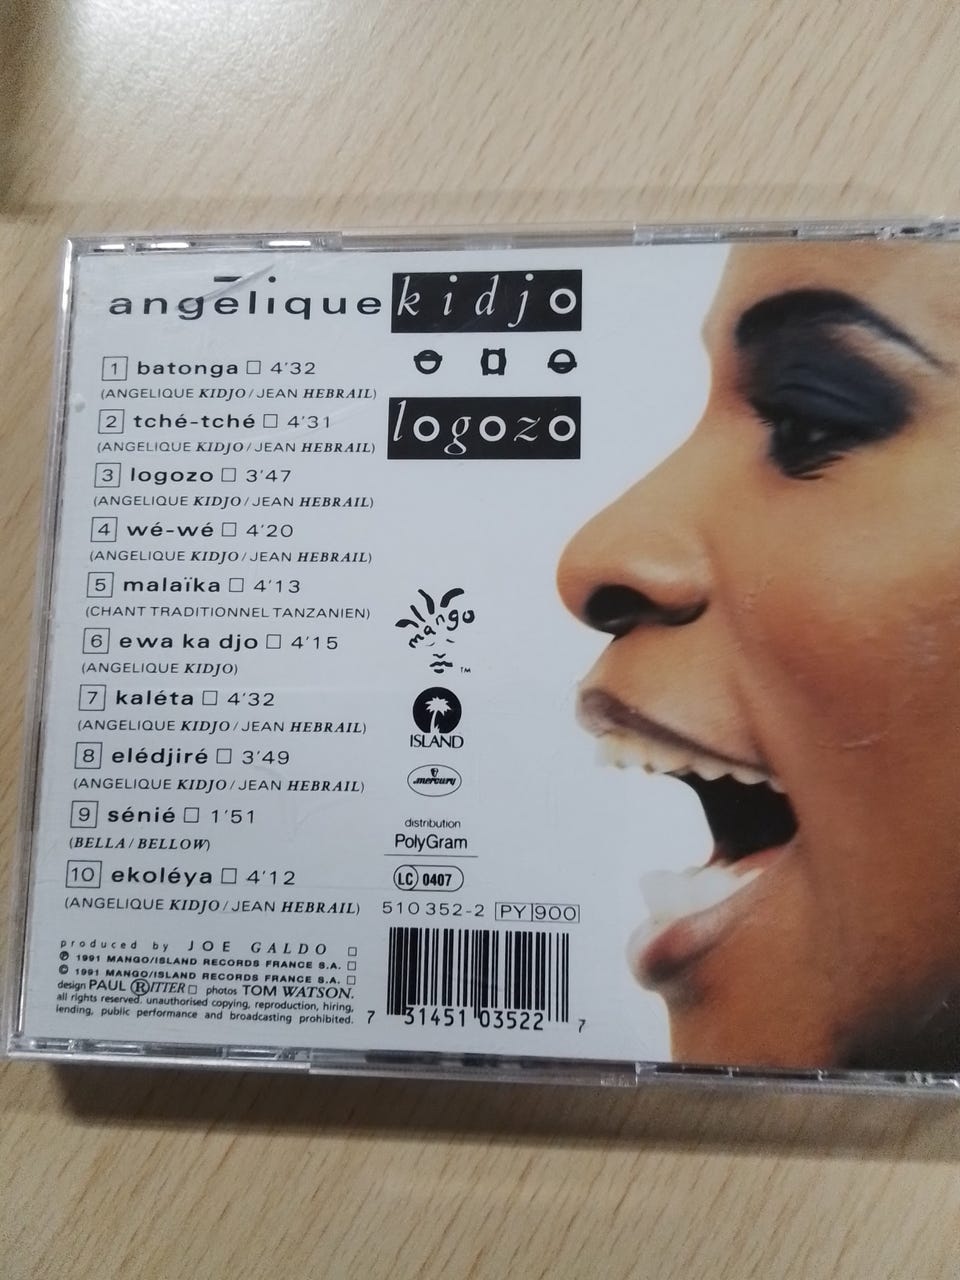 angélique kidjo
logozo
1 batonga □ 4'32
(ANGELIQUE KIDJO / JEAN HEBRAIL)
2 tché-tché □ 4'31
(ANGELIQUE KIDJO / JEAN HEBRAIL)
3 logozo □ 3'47
(ANGELIQUE KIDJO / JEAN HEBRAIL)
4 wé-wé □ 4'20
(ANGELIQUE KIDJO / JEAN HEBRAIL)
5 malaïka □ 4'13
(CHANT TRADITIONNEL TANZANIEN)
6 ewa ka djo □ 4'15
(ANGELIQUE KIDJO)
7 kaléta □ 4'32
(ANGELIQUE KIDJO / JEAN HEBRAIL)
8 elédjiré □ 3'49
(ANGELIQUE KIDJO / JEAN HEBRAIL)
9 sénié □ 1'51
(BELLA / BELLOW)
10 ekoléya □ 4'12
(ANGELIQUE KIDJO / JEAN HEBRAIL)
produced by JOE GALDO □
℗ 1991 MANGO/ISLAND RECORDS FRANCE S.A. □
© 1991 MANGO/ISLAND RECORDS FRANCE S.A. □
design PAUL RITTER □ photos TOM WATSON.
all rights reserved. unauthorised copying, reproduction, hiring,
lending, public performance and broadcasting prohibited.
mango ™
ISLAND
mercury
distribution
PolyGram
LC 0407
510 352-2 PY 900
7 31451 03522 7